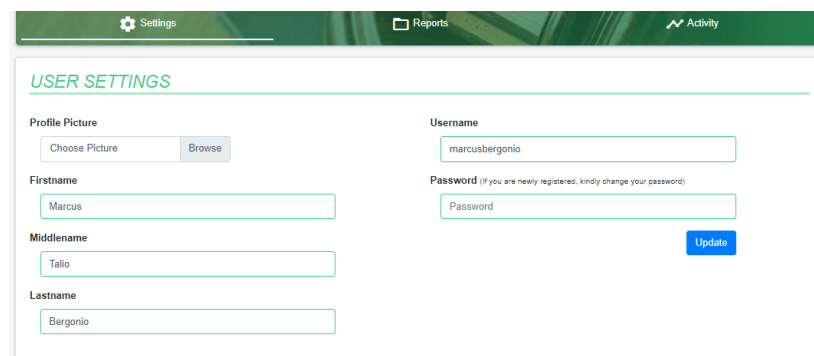 Settings
Reports
Activity
USER SETTINGS
Profile Picture
Choose Picture Browse
Firstname
Marcus
Middlename
Talio
Lastname
Bergonio
Username
marcusbergonio
Password (If you are newly registered, kindly change your password)
Password
Update